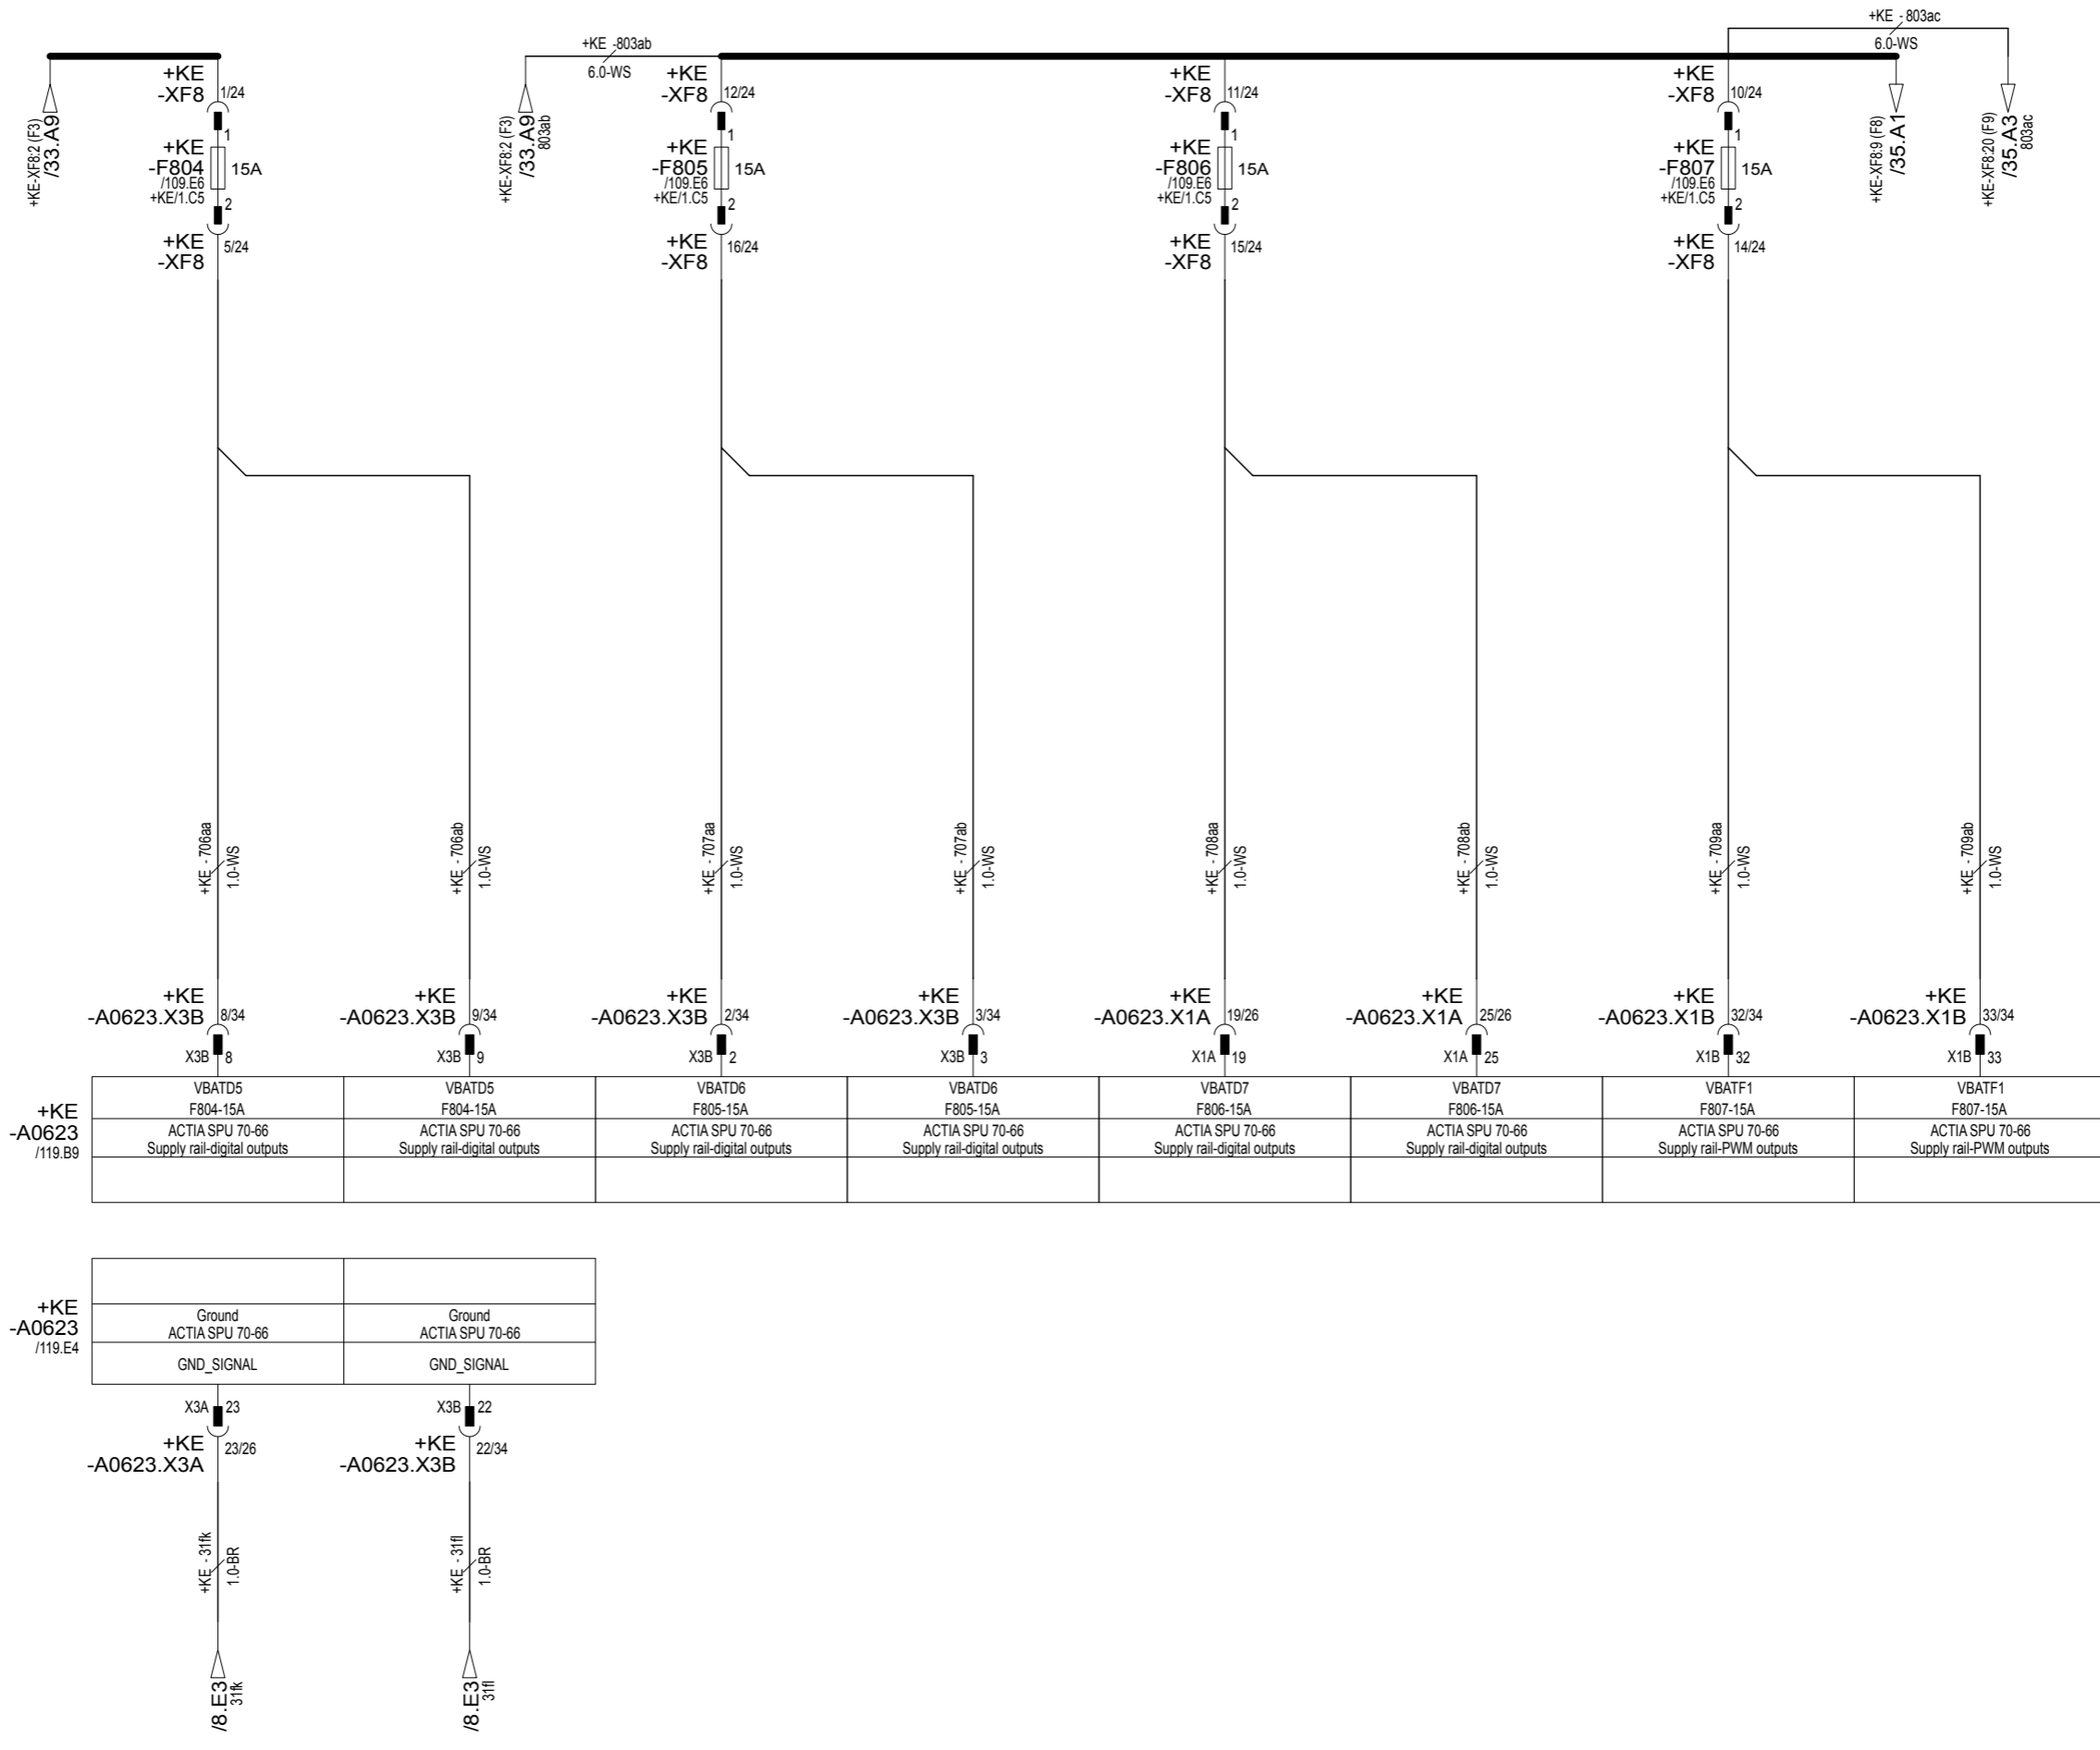 +KE - 803ac
6.0-WS
+KE -803ab
6.0-WS
+KE-XF8:2 (F3)
/33.A9
+KE
-XF8
1/24
1
+KE
-F804
/109.E6
+KE/1.C5
15A
2
+KE
-XF8
5/24
+KE-XF8:2 (F3)
/33.A9
803ab
+KE
-XF8
12/24
1
+KE
-F805
/109.E6
+KE/1.C5
15A
2
+KE
-XF8
16/24
+KE
-XF8
11/24
1
+KE
-F806
/109.E6
+KE/1.C5
15A
2
+KE
-XF8
15/24
+KE
-XF8
10/24
1
+KE
-F807
/109.E6
+KE/1.C5
15A
2
+KE
-XF8
14/24
+KE-XF8:9 (F8)
/35.A1
+KE-XF8:20 (F9)
/35.A3
803ac
+KE - 706aa
1.0-WS
+KE - 706ab
1.0-WS
+KE - 707aa
1.0-WS
+KE - 707ab
1.0-WS
+KE - 708aa
1.0-WS
+KE - 708ab
1.0-WS
+KE - 709aa
1.0-WS
+KE - 709ab
1.0-WS
+KE
-A0623.X3B
8/34
X3B 8
+KE
-A0623.X3B
9/34
X3B 9
+KE
-A0623.X3B
2/34
X3B 2
+KE
-A0623.X3B
3/34
X3B 3
+KE
-A0623.X1A
19/26
X1A 19
+KE
-A0623.X1A
25/26
X1A 25
+KE
-A0623.X1B
32/34
X1B 32
+KE
-A0623.X1B
33/34
X1B 33
+KE
-A0623
/119.B9
VBATD5
F804-15A
ACTIA SPU 70-66
Supply rail-digital outputs
VBATD5
F804-15A
ACTIA SPU 70-66
Supply rail-digital outputs
VBATD6
F805-15A
ACTIA SPU 70-66
Supply rail-digital outputs
VBATD6
F805-15A
ACTIA SPU 70-66
Supply rail-digital outputs
VBATD7
F806-15A
ACTIA SPU 70-66
Supply rail-digital outputs
VBATD7
F806-15A
ACTIA SPU 70-66
Supply rail-digital outputs
VBATF1
F807-15A
ACTIA SPU 70-66
Supply rail-PWM outputs
VBATF1
F807-15A
ACTIA SPU 70-66
Supply rail-PWM outputs
+KE
-A0623
/119.E4
Ground
ACTIA SPU 70-66
GND_SIGNAL
Ground
ACTIA SPU 70-66
GND_SIGNAL
X3A 23
+KE
-A0623.X3A
23/26
X3B 22
+KE
-A0623.X3B
22/34
+KE - 31fk
1.0-BR
+KE - 31fl
1.0-BR
/8.E3
31fk
/8.E3
31fl